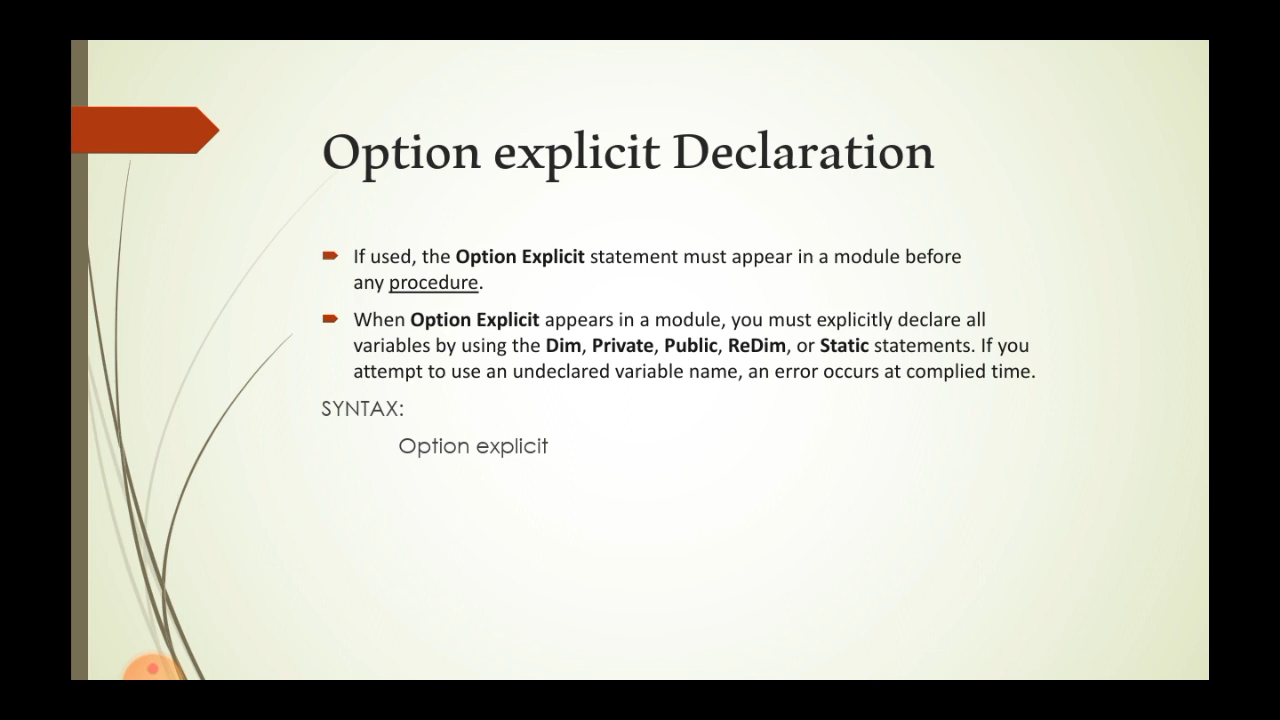 Option explicit Declaration
If used, the Option Explicit statement must appear in a module before
any procedure.
When Option Explicit appears in a module, you must explicitly declare all
variables by using the Dim, Private, Public, ReDim, or Static statements. If you
attempt to use an undeclared variable name, an error occurs at complied time.
SYNTAX:
Option explicit